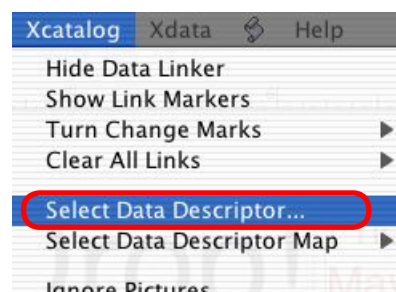 Xcatalog Xdata Help
Hide Data Linker
Show Link Markers
Turn Change Marks
Clear All Links
Select Data Descriptor...
Select Data Descriptor Map
Ignore Pictures